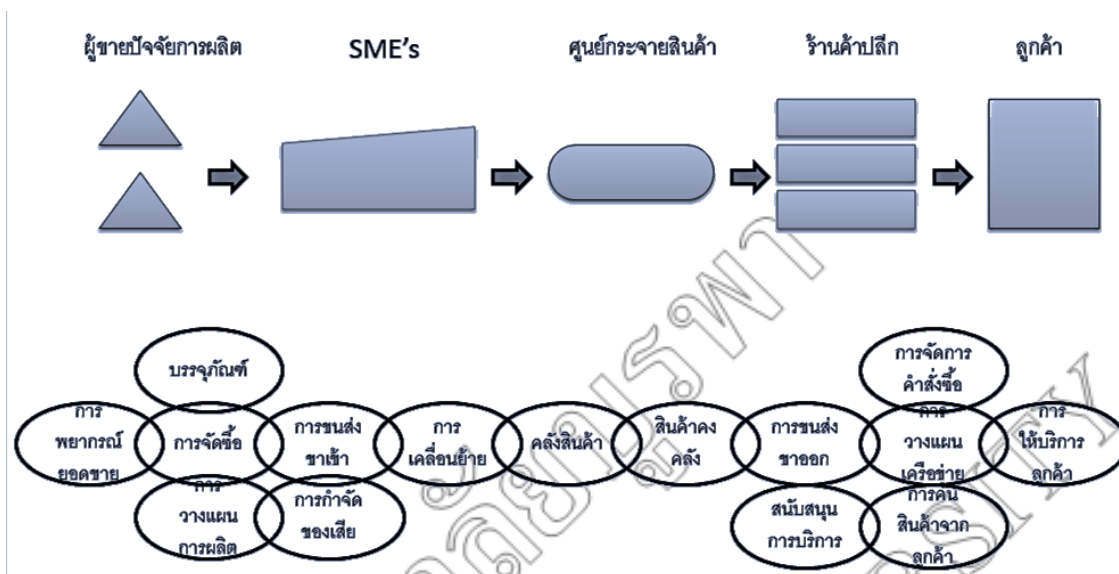 ผู้ขายปัจจัยการผลิต
SME's
ศูนย์กระจายสินค้า
ร้านค้าปลีก
ลูกค้า
บรรจุภัณฑ์
การจัดการ
คำสั่งซื้อ
การ
พยากรณ์
ยอดขาย
การจัดซื้อ
การขนส่ง
ขาเข้า
การ
เคลื่อนย้าย
คลังสินค้า
สินค้าคง
คลัง
การขนส่ง
ขาออก
การ
วางแผน
เครือข่าย
การ
ให้บริการ
ลูกค้า
การ
วางแผน
การผลิต
การกำจัด
ของเสีย
สนับสนุน
การบริการ
การคืน
สินค้าจาก
ลูกค้า